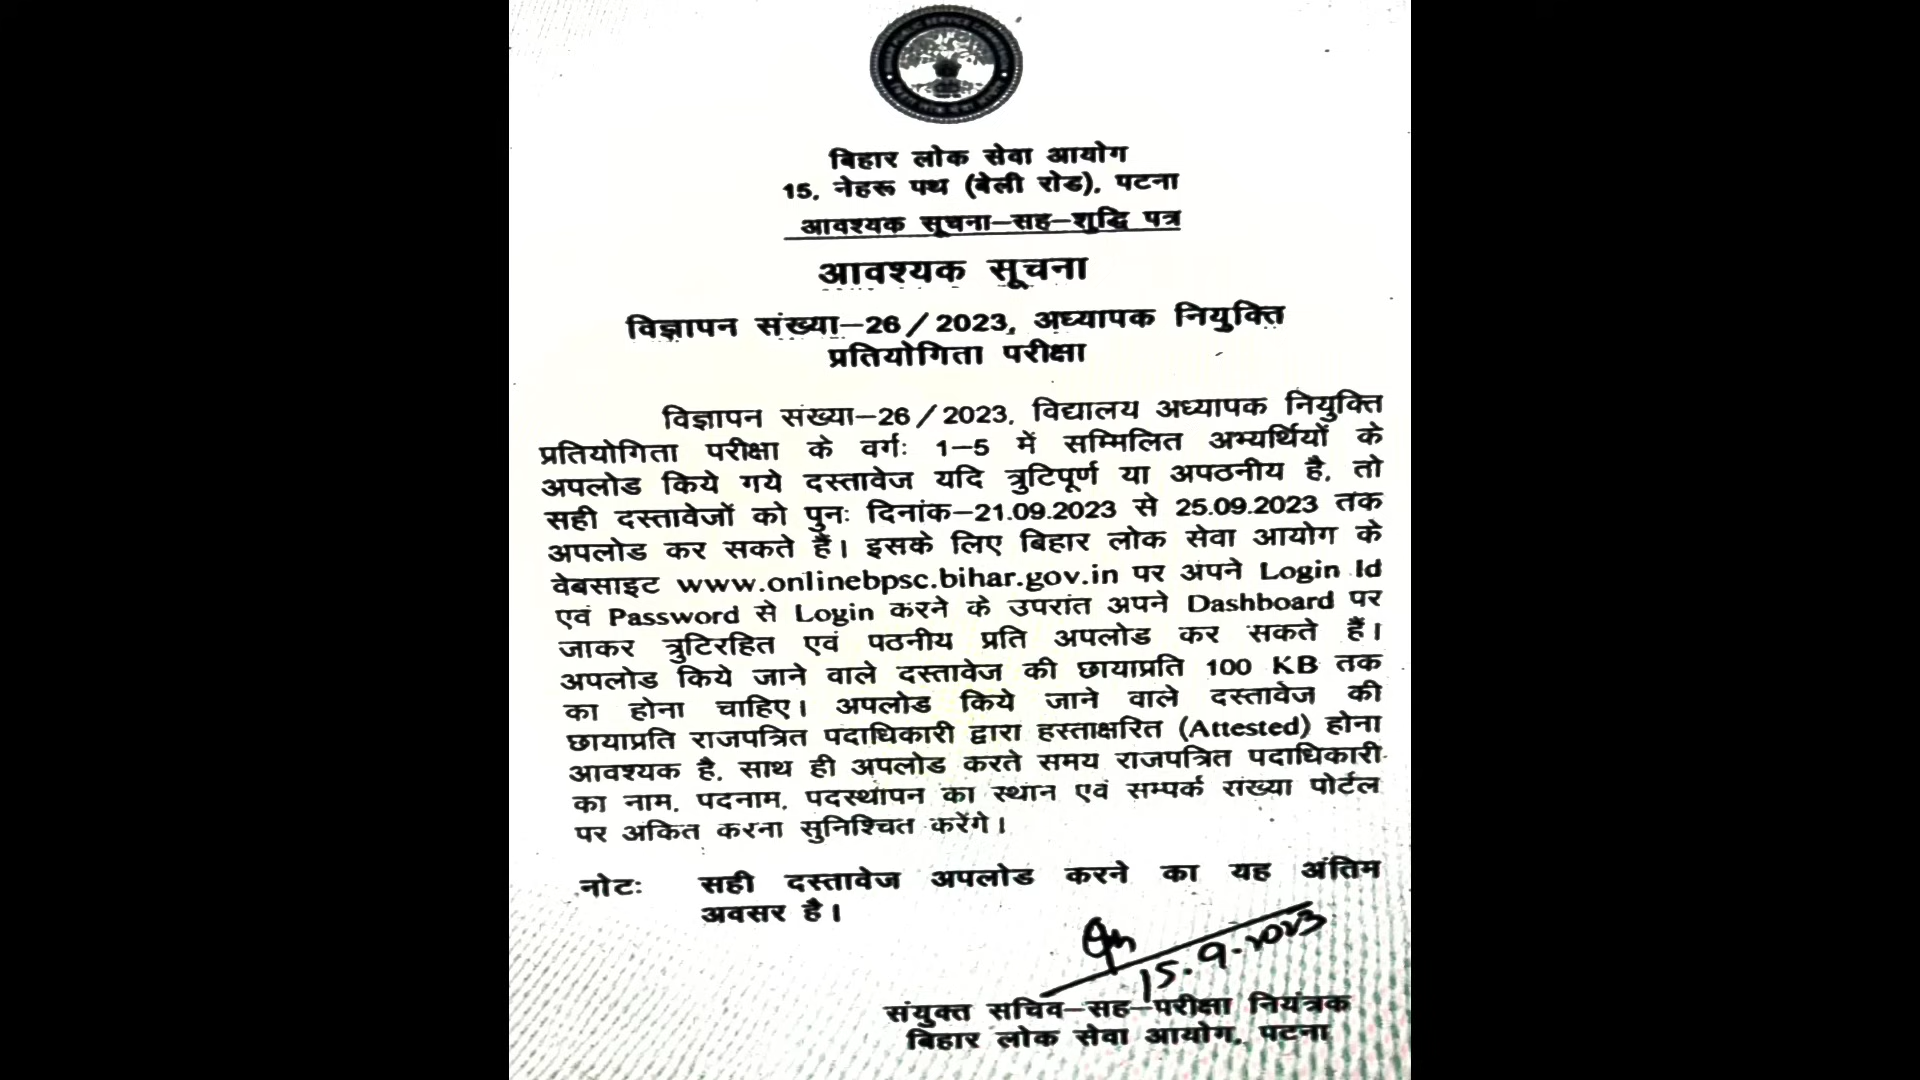 बिहार लोक सेवा आयोग
15, नेहरू पथ (बेली रोड), पटना
आवश्यक सूचना–सह–शुद्धि पत्र
आवश्यक सूचना
विज्ञापन संख्या–26/2023, अध्यापक नियुक्ति
प्रतियोगिता परीक्षा
विज्ञापन संख्या–26/2023, विद्यालय अध्यापक नियुक्ति
प्रतियोगिता परीक्षा के वर्गः 1–5 में सम्मिलित अभ्यर्थियों के
अपलोड किये गये दस्तावेज यदि त्रुटिपूर्ण या अपठनीय है, तो
सही दस्तावेजों को पुनः दिनांक–21.09.2023 से 25.09.2023 तक
अपलोड कर सकते हैं। इसके लिए बिहार लोक सेवा आयोग के
वेबसाइट www.onlinebpsc.bihar.gov.in पर अपने Login Id
एवं Password से Login करने के उपरांत अपने Dashboard पर
जाकर त्रुटिरहित एवं पठनीय प्रति अपलोड कर सकते हैं।
अपलोड किये जाने वाले दस्तावेज की छायाप्रति 100 KB तक
का होना चाहिए। अपलोड किये जाने वाले दस्तावेज की
छायाप्रति राजपत्रित पदाधिकारी द्वारा हस्ताक्षरित (Attested) होना
आवश्यक है, साथ ही अपलोड करते समय राजपत्रित पदाधिकारी
का नाम, पदनाम, पदस्थापन का स्थान एवं सम्पर्क संख्या पोर्टल
पर अंकित करना सुनिश्चित करेंगे।
नोटः सही दस्तावेज अपलोड करने का यह अंतिम
अवसर है।
15.9.2023
संयुक्त सचिव–सह–परीक्षा नियंत्रक
बिहार लोक सेवा आयोग, पटना